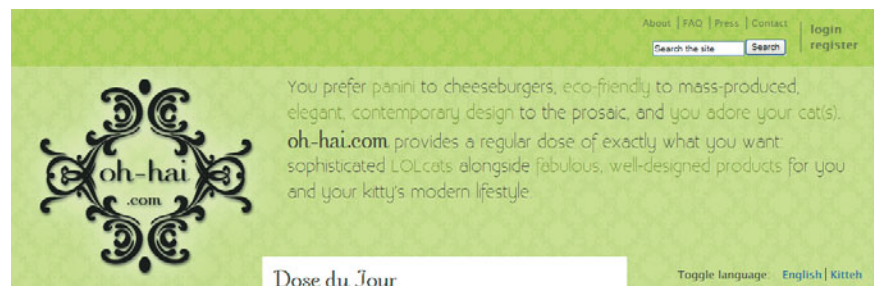 About | FAQ | Press | Contact
login
Search the site
Search
register
You prefer panini to cheeseburgers, eco-friendly to mass-produced,
elegant, contemporary design to the prosaic, and you adore your cat(s).
oh-hai.com provides a regular dose of exactly what you want:
sophisticated LOLcats alongside fabulous, well-designed products for you
and your kitty's modern lifestyle.
oh-hai
.com
Dose du Jour
Toggle language: English | Kitteh